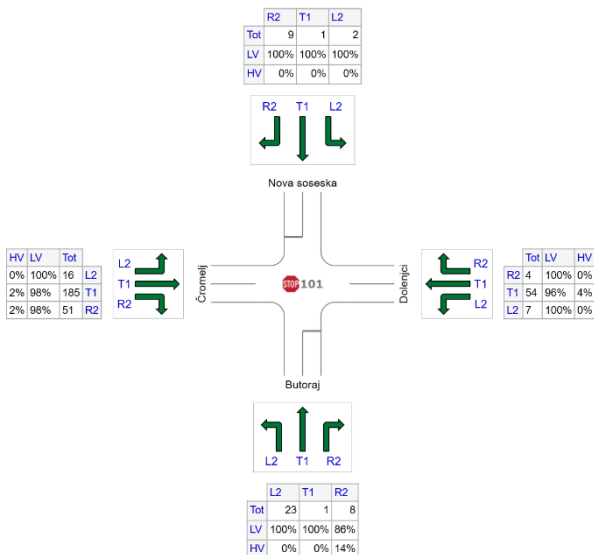 R2 T1 L2
Tot 9 1 2
LV 100% 100% 100%
HV 0% 0% 0%
R2 T1 L2
Nova soseska
HV LV Tot
0% 100% 16 L2
2% 98% 185 T1
2% 98% 51 R2
L2
T1
R2
Črnomelj
STOP 101
Dolenjci
R2
T1
L2
Tot LV HV
R2 4 100% 0%
T1 54 96% 4%
L2 7 100% 0%
Butoraj
L2 T1 R2
L2 T1 R2
Tot 23 1 8
LV 100% 100% 86%
HV 0% 0% 14%